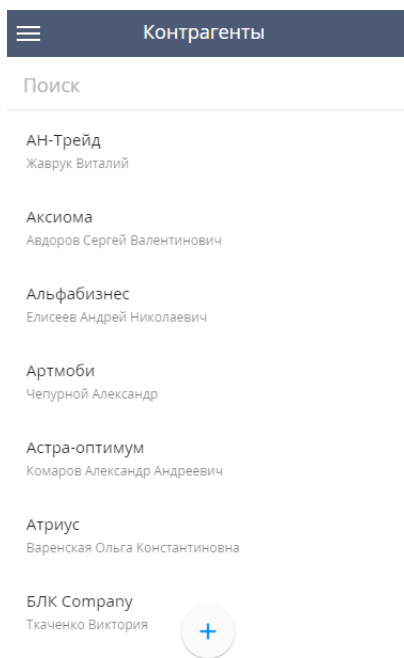 Контрагенты
Поиск
АН-Трейд
Жаврук Виталий
Аксиома
Авдоров Сергей Валентинович
Альфабизнес
Елисеев Андрей Николаевич
Артмоби
Чепурной Александр
Астра-оптимум
Комаров Александр Андреевич
Атриус
Варенская Ольга Константиновна
БЛК Company
Ткаченко Виктория